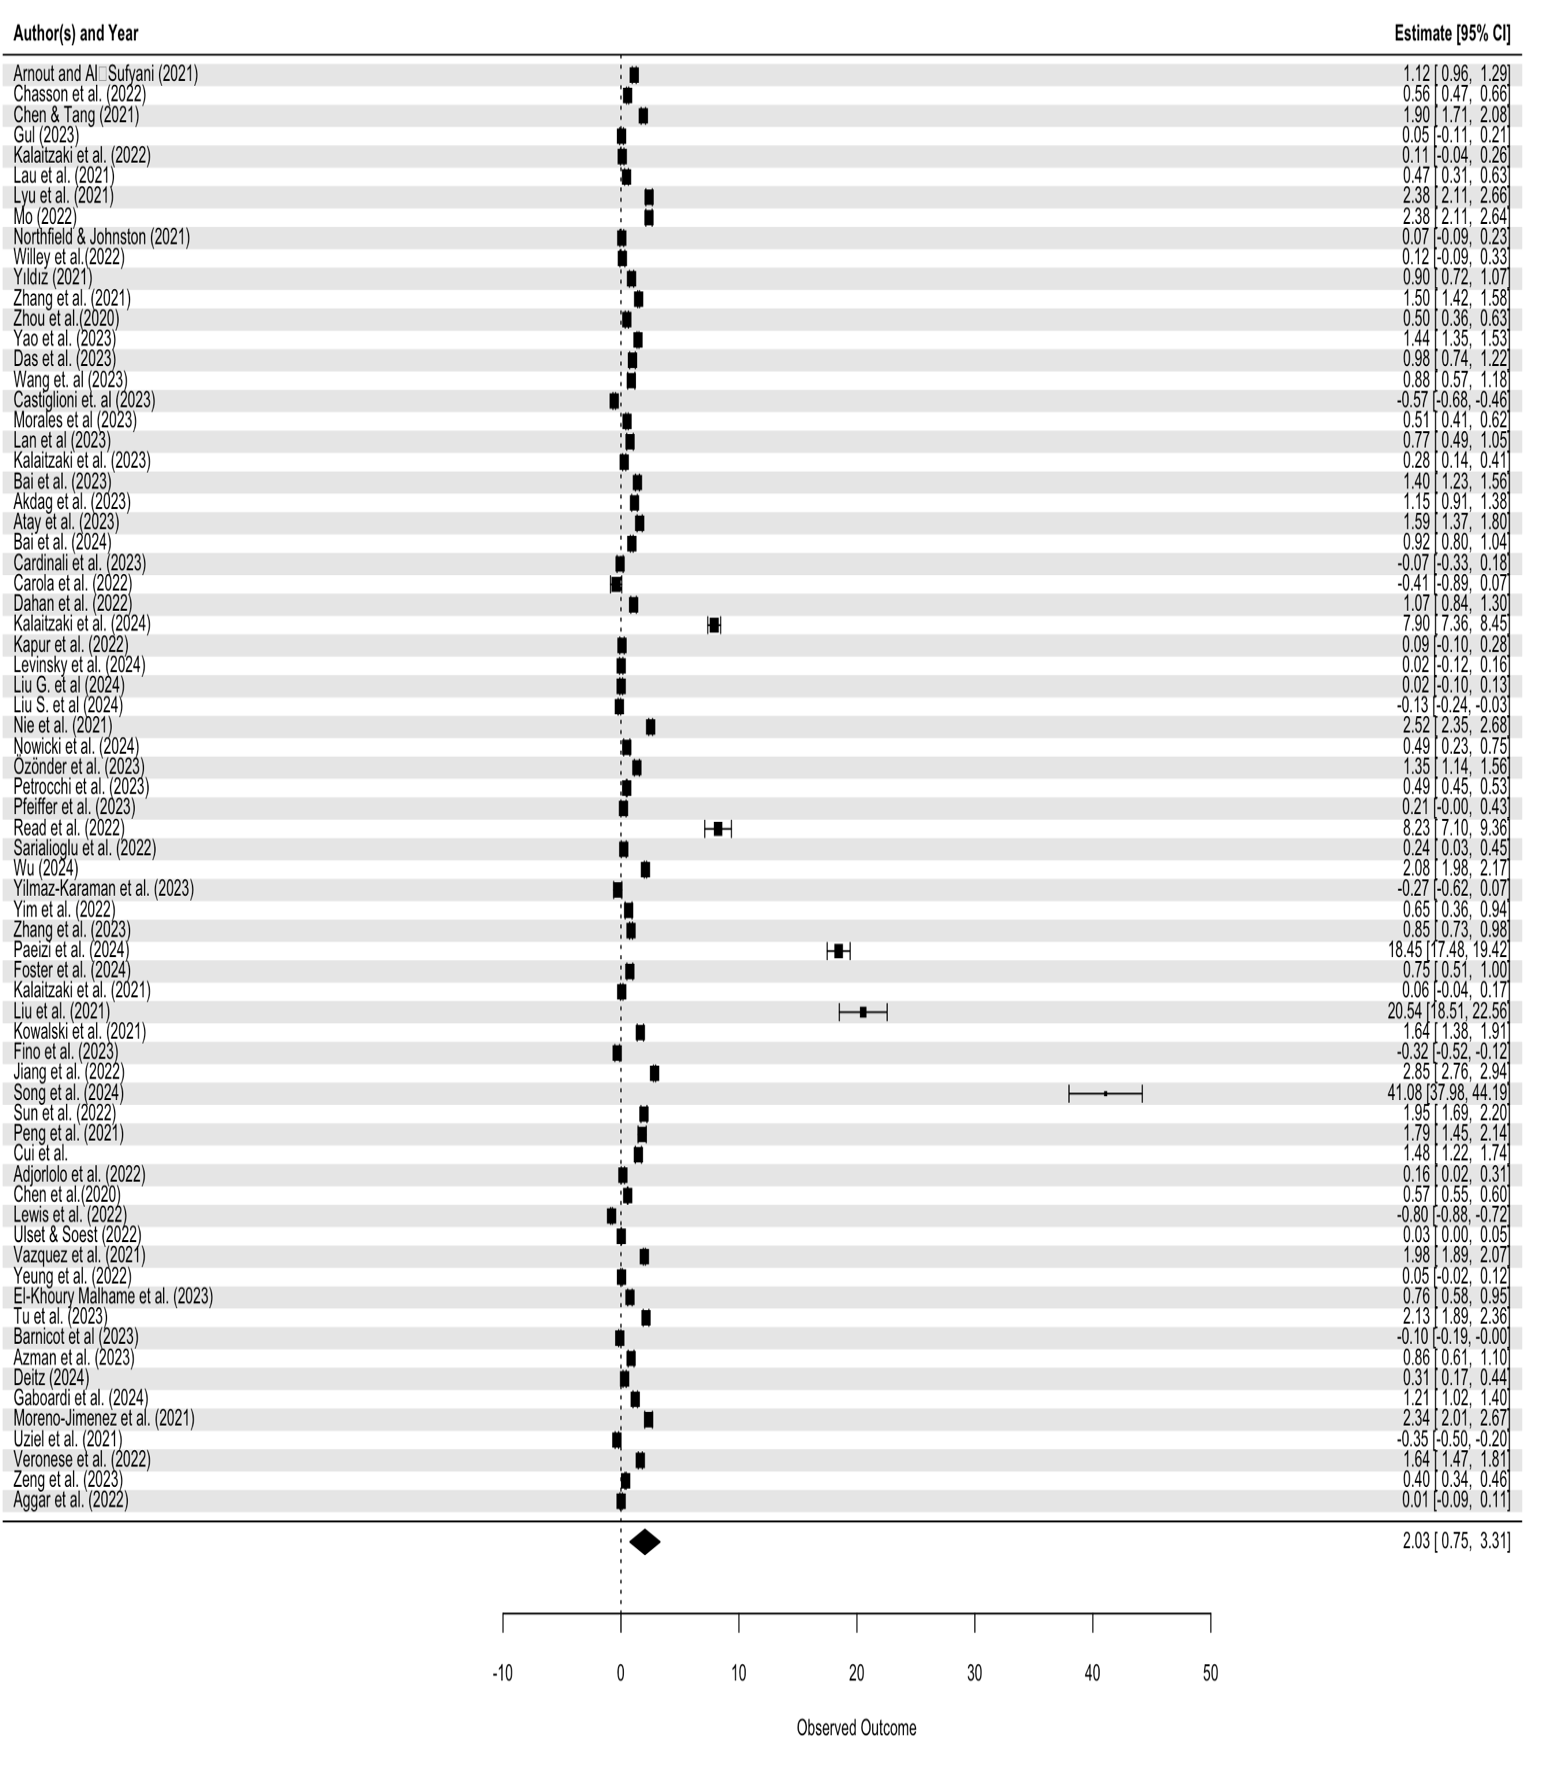 Author(s) and Year Estimate [95% CI]
Arnout and Al□Sufyani (2021) 1.12 [ 0.96, 1.29]
Chasson et al. (2022) 0.56 [ 0.47, 0.66]
Chen & Tang (2021) 1.90 [ 1.71, 2.08]
Gul (2023) 0.05 [-0.11, 0.21]
Kalaitzaki et al. (2022) 0.11 [-0.04, 0.26]
Lau et al. (2021) 0.47 [ 0.31, 0.63]
Lyu et al. (2021) 2.38 [ 2.11, 2.66]
Mo (2022) 2.38 [ 2.11, 2.64]
Northfield & Johnston (2021) 0.07 [-0.09, 0.23]
Willey et al.(2022) 0.12 [-0.09, 0.33]
Yıldız (2021) 0.90 [ 0.72, 1.07]
Zhang et al. (2021) 1.50 [ 1.42, 1.58]
Zhou et al.(2020) 0.50 [ 0.36, 0.63]
Yao et al. (2023) 1.44 [ 1.35, 1.53]
Das et al. (2023) 0.98 [ 0.74, 1.22]
Wang et. al (2023) 0.88 [ 0.57, 1.18]
Castiglioni et. al (2023) -0.57 [-0.68, -0.46]
Morales et al (2023) 0.51 [ 0.41, 0.62]
Lan et al (2023) 0.77 [ 0.49, 1.05]
Kalaitzaki et al. (2023) 0.28 [ 0.14, 0.41]
Bai et al. (2023) 1.40 [ 1.23, 1.56]
Akdag et al. (2023) 1.15 [ 0.91, 1.38]
Atay et al. (2023) 1.59 [ 1.37, 1.80]
Bai et al. (2024) 0.92 [ 0.80, 1.04]
Cardinali et al. (2023) -0.07 [-0.33, 0.18]
Carola et al. (2022) -0.41 [-0.89, 0.07]
Dahan et al. (2022) 1.07 [ 0.84, 1.30]
Kalaitzaki et al. (2024) 7.90 [ 7.36, 8.45]
Kapur et al. (2022) 0.09 [-0.10, 0.28]
Levinsky et al. (2024) 0.02 [-0.12, 0.16]
Liu G. et al (2024) 0.02 [-0.10, 0.13]
Liu S. et al (2024) -0.13 [-0.24, -0.03]
Nie et al. (2021) 2.52 [ 2.35, 2.68]
Nowicki et al. (2024) 0.49 [ 0.23, 0.75]
Özönder et al. (2023) 1.35 [ 1.14, 1.56]
Petrocchi et al. (2023) 0.49 [ 0.45, 0.53]
Pfeiffer et al. (2023) 0.21 [-0.00, 0.43]
Read et al. (2022) 8.23 [ 7.10, 9.36]
Sarialioglu et al. (2022) 0.24 [ 0.03, 0.45]
Wu (2024) 2.08 [ 1.98, 2.17]
Yilmaz-Karaman et al. (2023) -0.27 [-0.62, 0.07]
Yim et al. (2022) 0.65 [ 0.36, 0.94]
Zhang et al. (2023) 0.85 [ 0.73, 0.98]
Paeizi et al. (2024) 18.45 [17.48, 19.42]
Foster et al. (2024) 0.75 [ 0.51, 1.00]
Kalaitzaki et al. (2021) 0.06 [-0.04, 0.17]
Liu et al. (2021) 20.54 [18.51, 22.56]
Kowalski et al. (2021) 1.64 [ 1.38, 1.91]
Fino et al. (2023) -0.32 [-0.52, -0.12]
Jiang et al. (2022) 2.85 [ 2.76, 2.94]
Song et al. (2024) 41.08 [37.98, 44.19]
Sun et al. (2022) 1.95 [ 1.69, 2.20]
Peng et al. (2021) 1.79 [ 1.45, 2.14]
Cui et al. 1.48 [ 1.22, 1.74]
Adjorlolo et al. (2022) 0.16 [ 0.02, 0.31]
Chen et al.(2020) 0.57 [ 0.55, 0.60]
Lewis et al. (2022) -0.80 [-0.88, -0.72]
Ulset & Soest (2022) 0.03 [ 0.00, 0.05]
Vazquez et al. (2021) 1.98 [ 1.89, 2.07]
Yeung et al. (2022) 0.05 [-0.02, 0.12]
El-Khoury Malhame et al. (2023) 0.76 [ 0.58, 0.95]
Tu et al. (2023) 2.13 [ 1.89, 2.36]
Barnicot et al (2023) -0.10 [-0.19, -0.00]
Azman et al. (2023) 0.86 [ 0.61, 1.10]
Deitz (2024) 0.31 [ 0.17, 0.44]
Gaboardi et al. (2024) 1.21 [ 1.02, 1.40]
Moreno-Jimenez et al. (2021) 2.34 [ 2.01, 2.67]
Uziel et al. (2021) -0.35 [-0.50, -0.20]
Veronese et al. (2022) 1.64 [ 1.47, 1.81]
Zeng et al. (2023) 0.40 [ 0.34, 0.46]
Aggar et al. (2022) 0.01 [-0.09, 0.11]
2.03 [ 0.75, 3.31]
-10 0 10 20 30 40 50
Observed Outcome